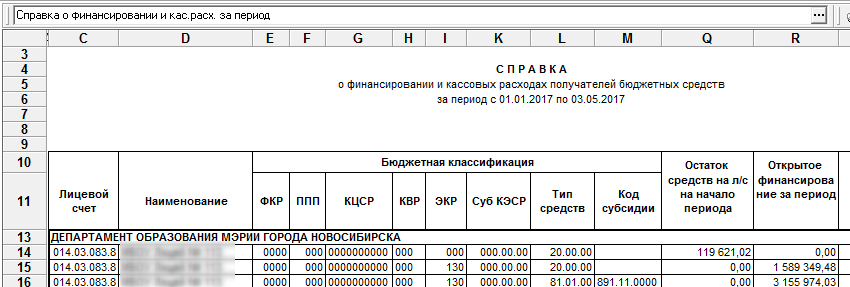 Справка о финансировании и кас.расх. за период ...
C D E F G H I K L M Q R
3
4 С П Р А В К А
5 о финансировании и кассовых расходах получателей бюджетных средств
6 за период с 01.01.2017 по 03.05.2017
7
8
9
10 Бюджетная классификация
11 Лицевой счет Наименование ФКР ППП КЦСР КВР ЭКР Суб КЭСР Тип средств Код субсидии Остаток средств на л/с на начало периода Открытое финансирова ние за период
13 ДЕПАРТАМЕНТ ОБРАЗОВАНИЯ МЭРИИ ГОРОДА НОВОСИБИРСКА
14 014.03.083.8 0000 000 0000000000 000 000 000.00.00 20.00.00 119 621,02 0,00
15 014.03.083.8 0000 000 0000000000 000 130 000.00.00 20.00.00 0,00 1 589 349,48
16 014.03.083.8 0000 000 0000000000 000 130 000.00.00 81.01.00 891.11.0000 0,00 3 155 974,03